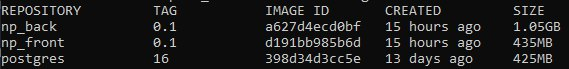 REPOSITORY TAG IMAGE ID CREATED SIZE
np_back 0.1 a627d4ecd0bf 15 hours ago 1.05GB
np_front 0.1 d191bb985b6d 15 hours ago 435MB
postgres 16 398d34d3cc5e 13 days ago 425MB